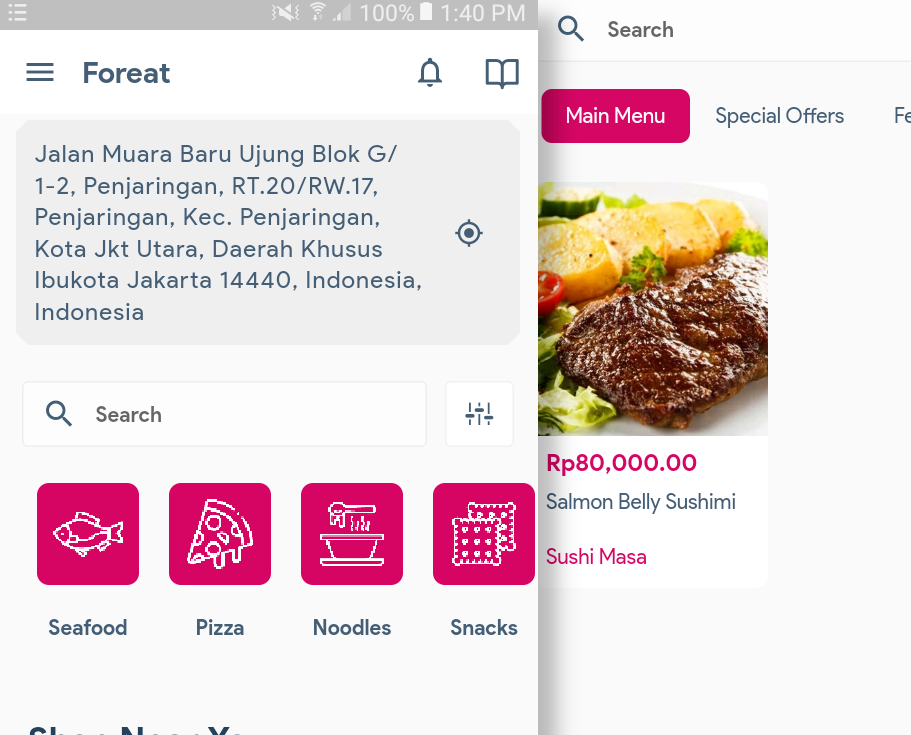 100% 1:40 PM
Foreat
Jalan Muara Baru Ujung Blok G/
1-2, Penjaringan, RT.20/RW.17,
Penjaringan, Kec. Penjaringan,
Kota Jkt Utara, Daerah Khusus
Ibukota Jakarta 14440, Indonesia,
Indonesia
Search
Seafood
Pizza
Noodles
Snacks
Search
Main Menu
Special Offers
Rp80,000.00
Salmon Belly Sushimi
Sushi Masa